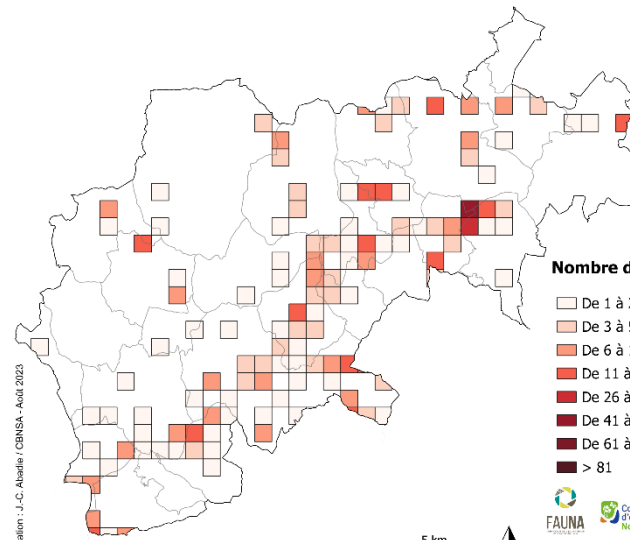 Nombre d
De 1 à
De 3 à
De 6 à
De 11 à
De 26 à
De 41 à
De 61 à
> 81
ation : J.-C. Abadie / CBNSA - Août 2023
5 km
FAUNA